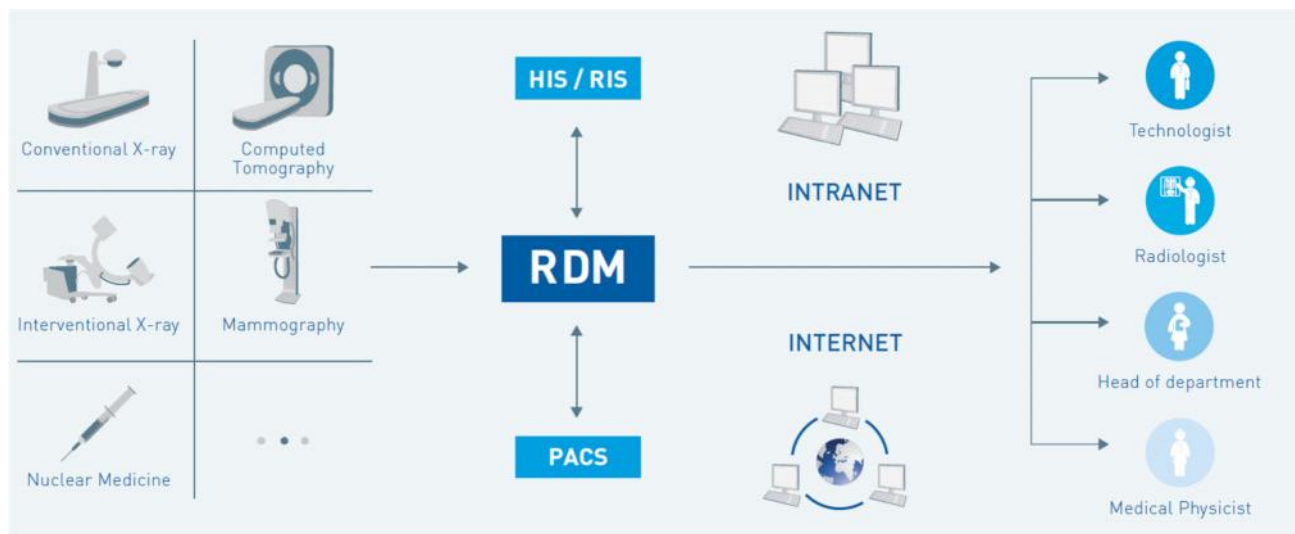 Conventional X-ray
Computed
Tomography
Interventional X-ray
Mammography
Nuclear Medicine
HIS / RIS
RDM
PACS
INTRANET
INTERNET
Technologist
Radiologist
Head of department
Medical Physicist